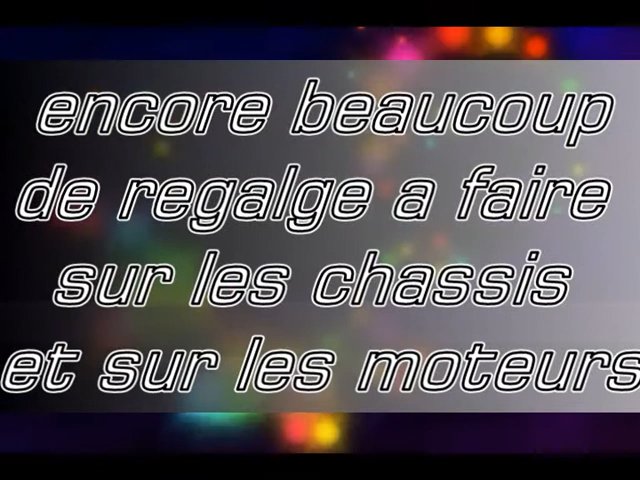 encore beaucoup
de regalge a faire
sur les chassis
et sur les moteurs